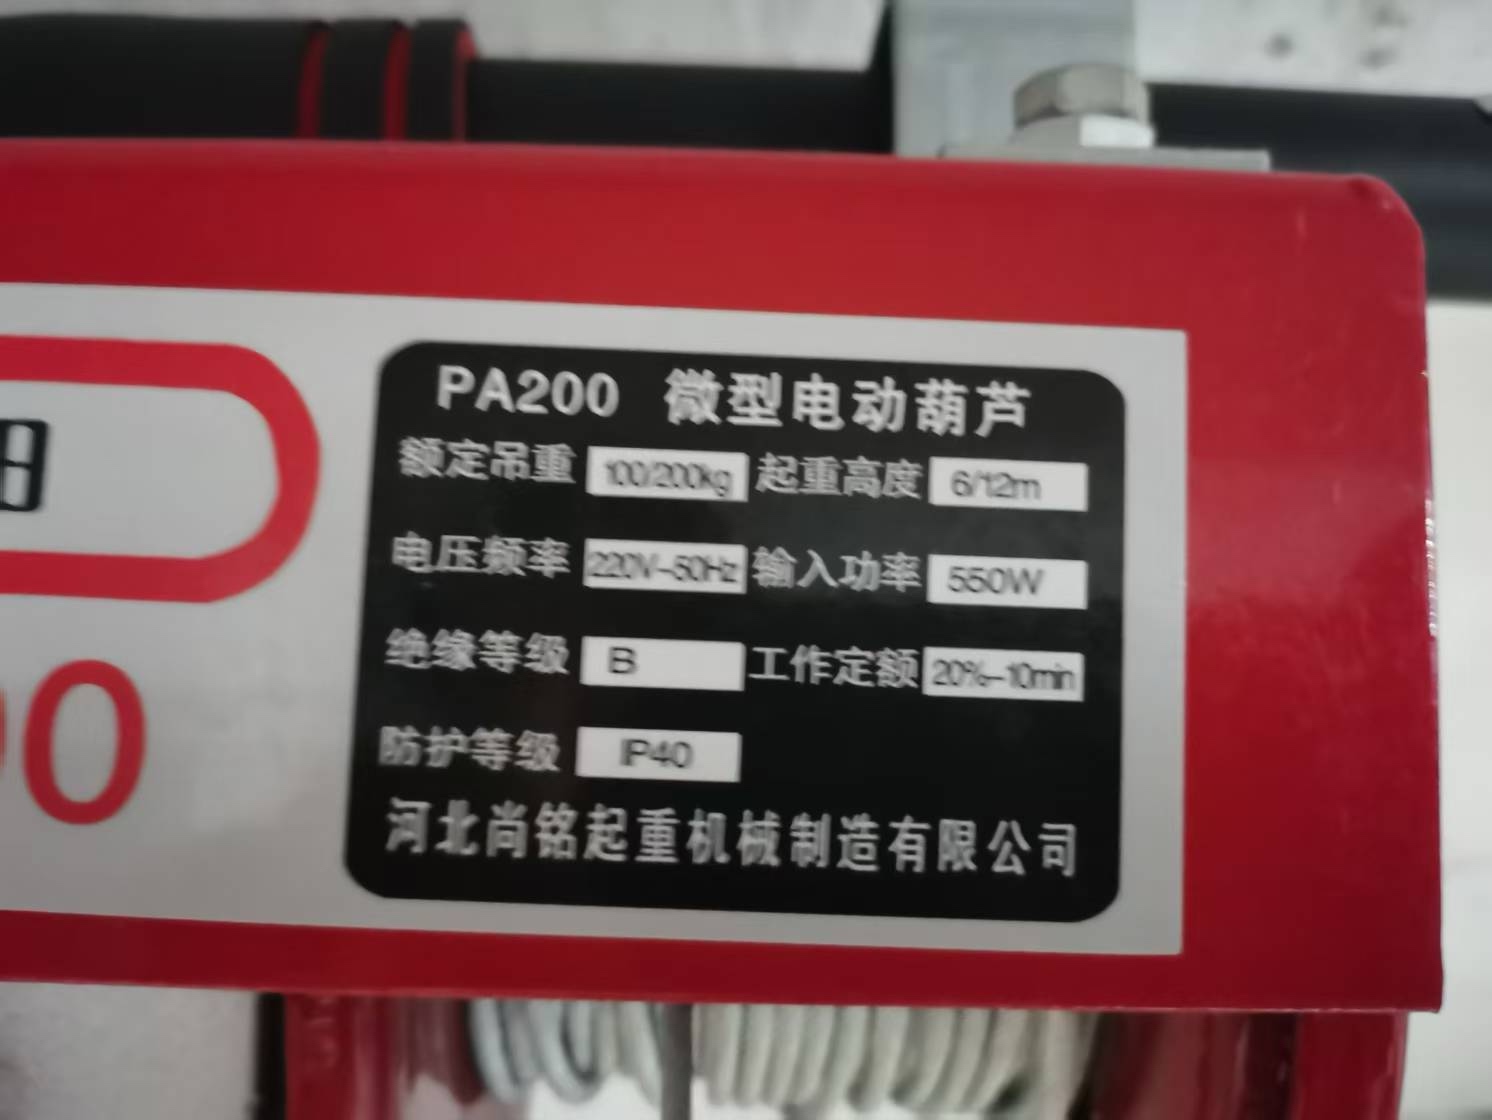 PA200 微型电动葫芦
额定吊重 100/200kg 起重高度 6/12m
电压频率 220V-50Hz 输入功率 550W
绝缘等级 B 工作定额 20%-10min
防护等级 IP40
河北尚铭起重机械制造有限公司